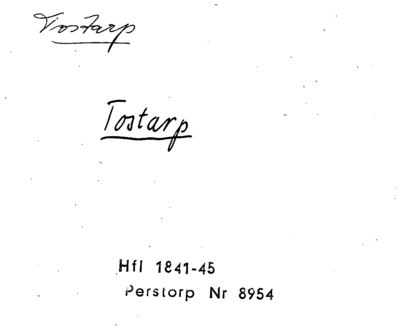 Tostarp
Tostarp
Hfl 1841-45
Perstorp Nr 8954